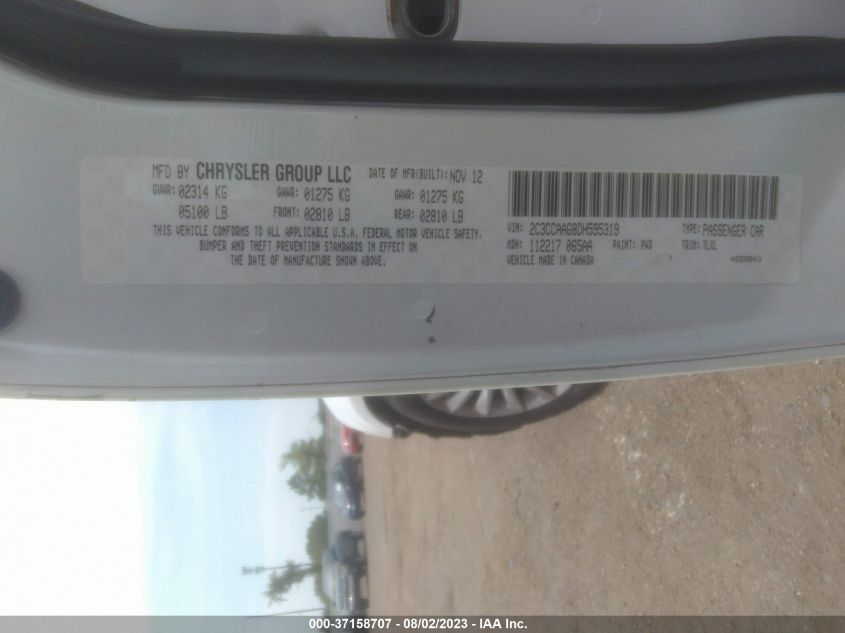 MFD BY CHRYSLER GROUP LLC DATE OF MFR(BUILT): NOV 12
GVWR: 02314 KG GAWR: 01275 KG GAWR: 01275 KG
05100 LB FRONT: 02810 LB REAR: 02810 LB
THIS VEHICLE CONFORMS TO ALL APPLICABLE U.S.A. FEDERAL MOTOR VEHICLE SAFETY,
BUMPER AND THEFT PREVENTION STANDARDS IN EFFECT ON
THE DATE OF MANUFACTURE SHOWN ABOVE.
VIN: 2C3CCAAG8DH595319 TYPE: PASSENGER CAR
MDH: 112217 065AA PAINT: PWD TRIM: TLXL
VEHICLE MADE IN CANADA
000-37158707 - 08/02/2023 - IAA Inc.